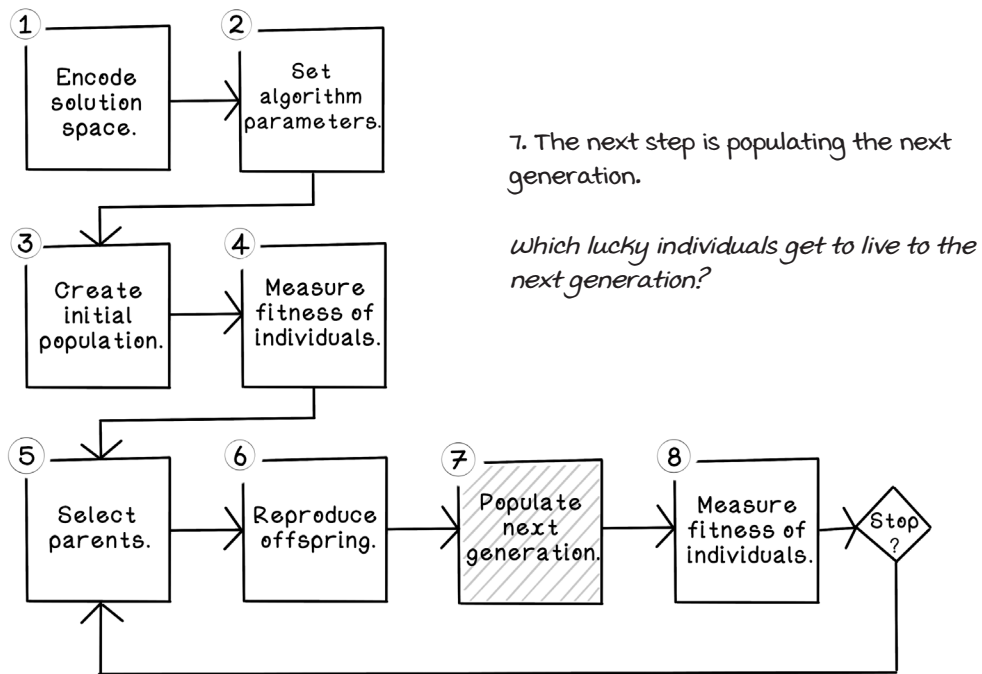 1
Encode
solution
space.
2
Set
algorithm
parameters.
7. The next step is populating the next
generation.
Which lucky individuals get to live to the
next generation?
3
Create
initial
population.
4
Measure
fitness of
individuals.
5
Select
parents.
6
Reproduce
offspring.
7
Populate
next
generation.
8
Measure
fitness of
individuals.
Stop
?